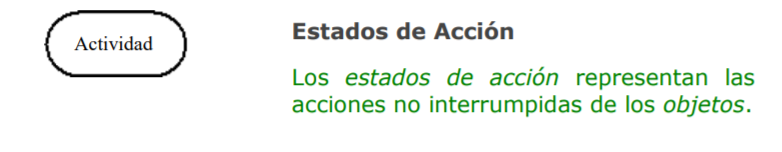 Actividad
Estados de Acción
Los estados de acción representan las
acciones no interrumpidas de los objetos.